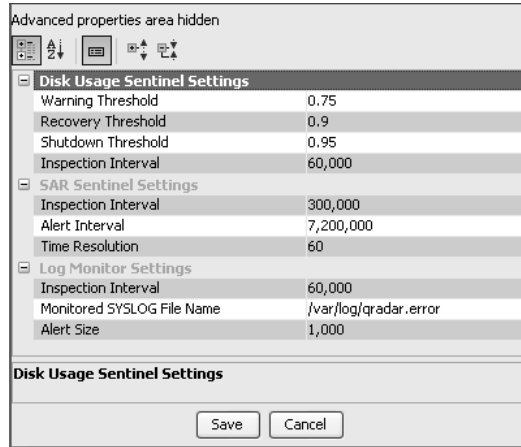 Advanced properties area hidden
Disk Usage Sentinel Settings
Warning Threshold 0.75
Recovery Threshold 0.9
Shutdown Threshold 0.95
Inspection Interval 60,000
SAR Sentinel Settings
Inspection Interval 300,000
Alert Interval 7,200,000
Time Resolution 60
Log Monitor Settings
Inspection Interval 60,000
Monitored SYSLOG File Name /var/log/qradar.error
Alert Size 1,000
Disk Usage Sentinel Settings
Save Cancel